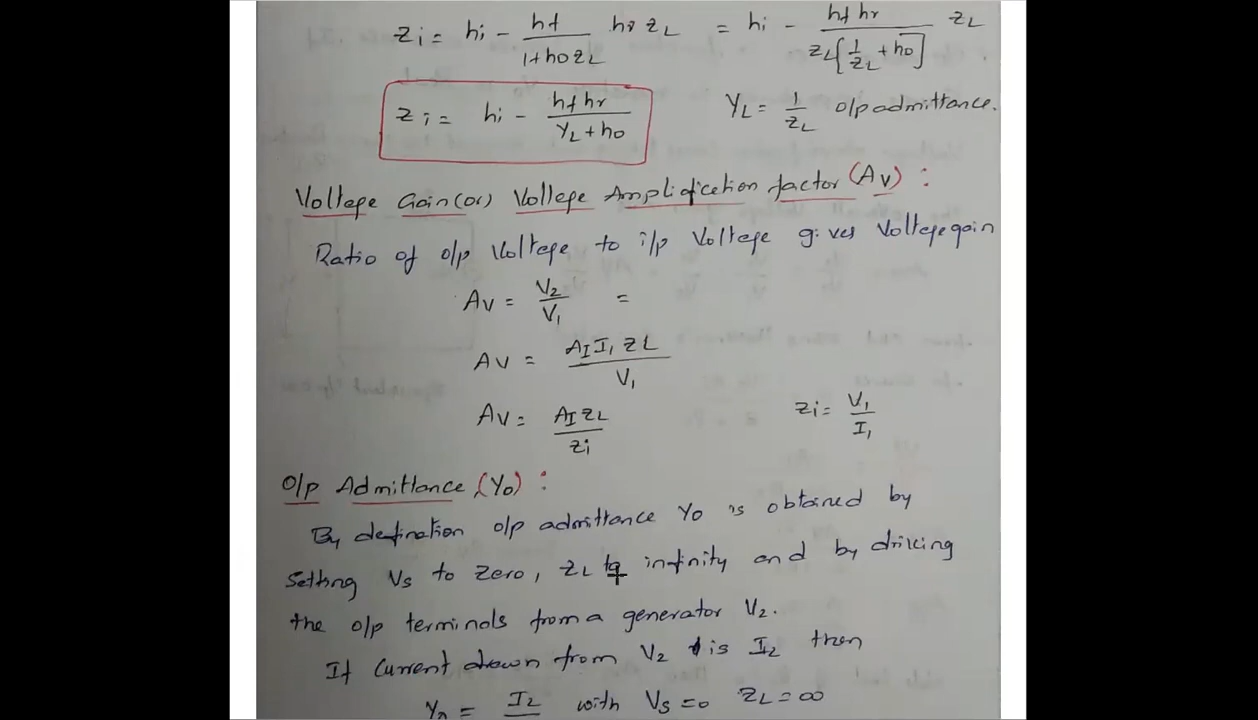 Zi = hi - hf/(1+hoZL) hr ZL = hi - hf hr/(ZL[1/ZL + ho]) ZL
Zi = hi - hf hr/(YL + ho) YL = 1/ZL o/p admittance.
Voltage Gain (or) Voltage Amplification factor (Av) :
Ratio of o/p Voltage to i/p Voltage gives Voltage gain
Av = V2/V1 =
Av = AI I1 ZL/V1
Av = AI ZL/Zi Zi = V1/I1
O/p Admittance (Yo) :
By defination o/p admittance Yo is obtained by
Setting Vs to Zero, ZL to infinity and by driving
the o/p terminals from a generator V2.
If Current drawn from V2 is I2 then
Yo = I2 with Vs = 0 ZL = ∞